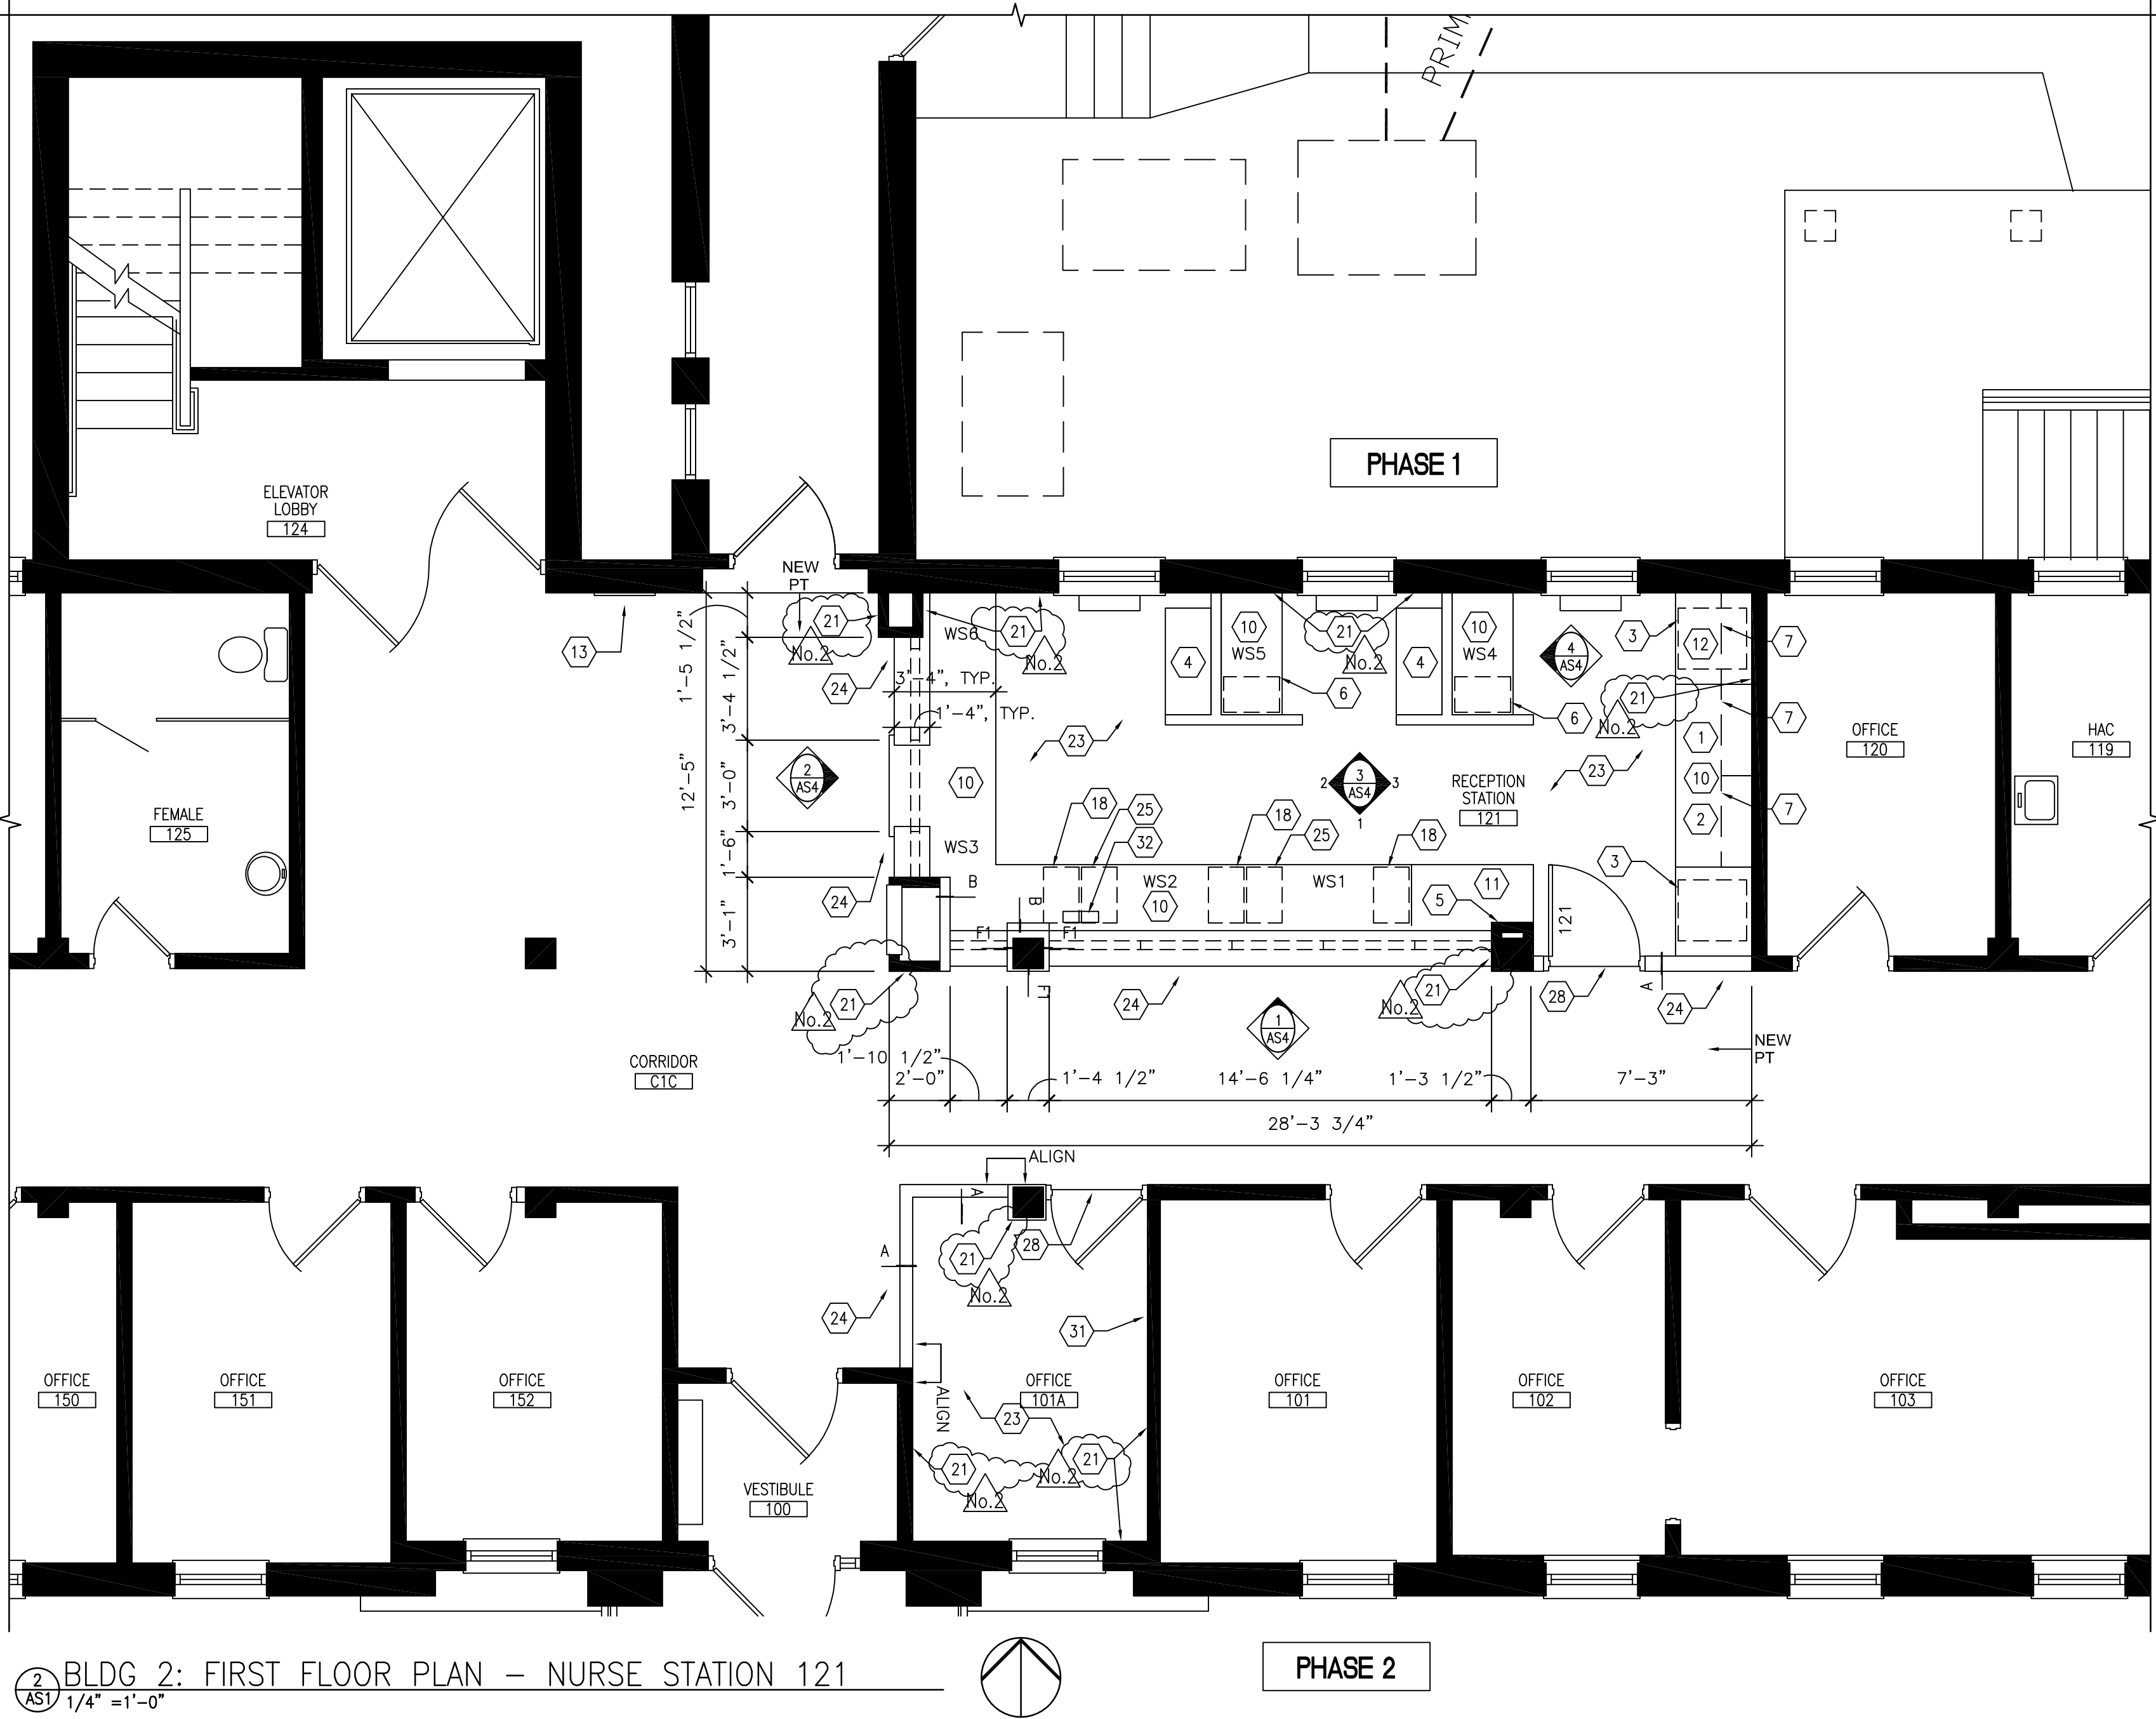 PRIM
PHASE 1
ELEVATOR
LOBBY
124
NEW
PT
21
No.2
WS6
21
No.2
13
24
1'-5 1/2"
3'-4 1/2"
3'-4", TYP.
1'-4", TYP.
12'-5"
3'-0"
1'-6"
3'-1"
4
10
WS5
6
21
No.2
4
10
WS4
6
4
AS4
3
12
7
21
No.2
7
1
10
7
2
23
23
2
AS4
10
WS3
24
2
3
AS4
3
1
RECEPTION
STATION
121
OFFICE
120
HAC
119
FEMALE
125
18
25
32
18
25
18
3
WS2
10
WS1
5
11
B
B
F1
F1
F1
121
A
21
No.2
24
21
No.2
28
24
1
AS4
NEW
PT
CORRIDOR
C1C
1'-10 1/2"
2'-0"
1'-4 1/2"
14'-6 1/4"
1'-3 1/2"
7'-3"
28'-3 3/4"
ALIGN
A
A
21
No.2
28
24
31
ALIGN
OFFICE
150
OFFICE
151
OFFICE
152
OFFICE
101A
OFFICE
101
OFFICE
102
OFFICE
103
23
21
No.2
21
No.2
VESTIBULE
100
2
AS1
BLDG 2: FIRST FLOOR PLAN - NURSE STATION 121
1/4" =1'-0"
PHASE 2